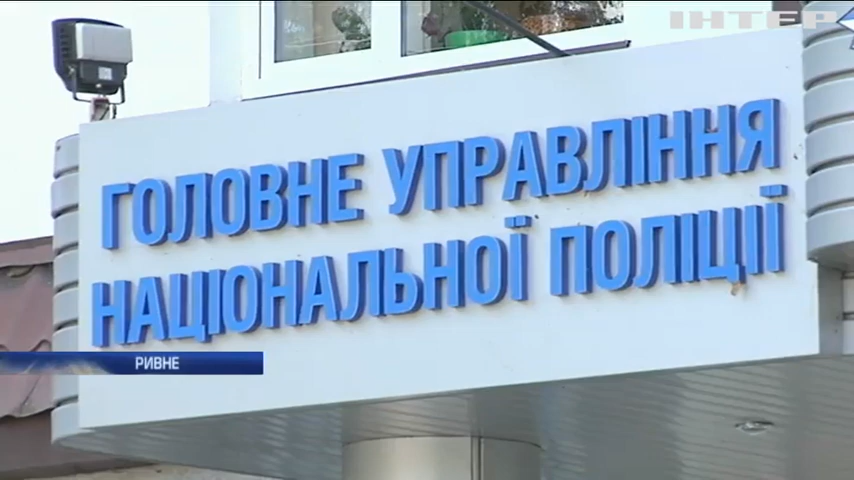 ІНТЕР
ГОЛОВНЕ УПРАВЛІННЯ
НАЦІОНАЛЬНОЇ ПОЛІЦІЇ
РИВНЕ